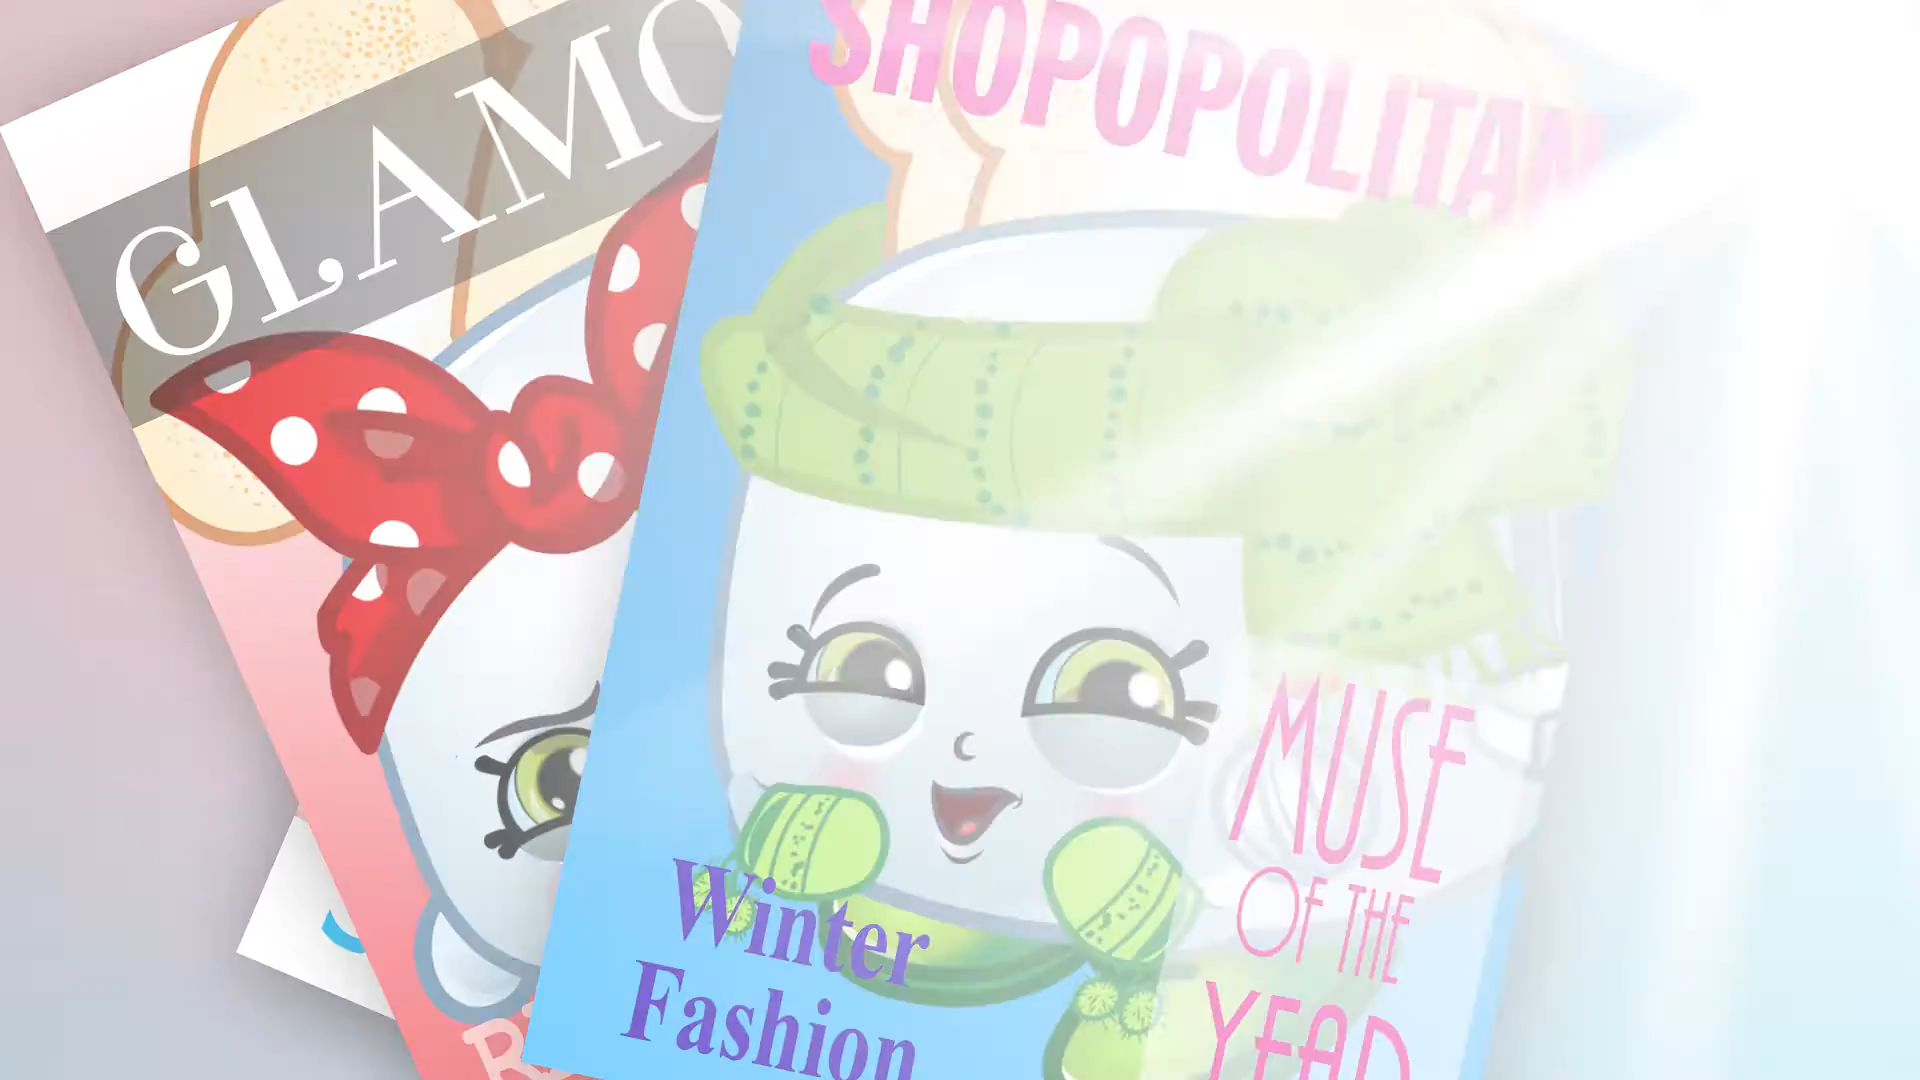 GLAMO
SHOPOPOLITAN
MUSE
OF THE
YEAR
Winter
Fashion